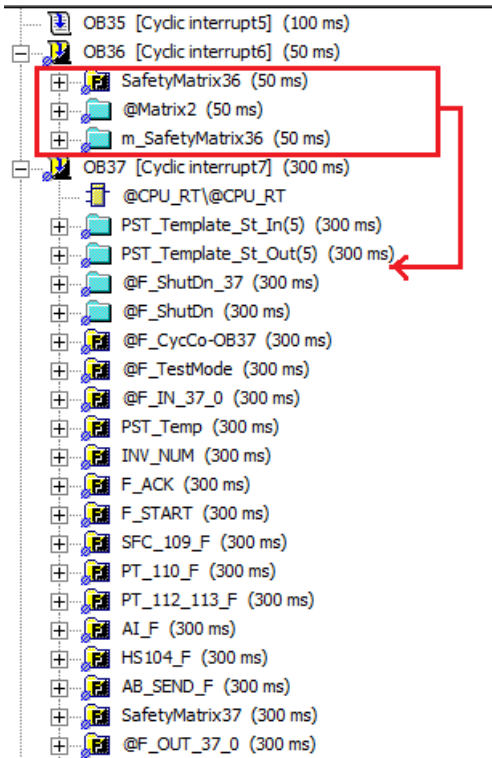 OB35 [Cyclic interrupt5] (100 ms)
OB36 [Cyclic interrupt6] (50 ms)
SafetyMatrix36 (50 ms)
@Matrix2 (50 ms)
m_SafetyMatrix36 (50 ms)
OB37 [Cyclic interrupt7] (300 ms)
@CPU_RT\@CPU_RT
PST_Template_St_In(5) (300 ms)
PST_Template_St_Out(5) (300 ms)
@F_ShutDn_37 (300 ms)
@F_ShutDn (300 ms)
@F_CycCo-OB37 (300 ms)
@F_TestMode (300 ms)
@F_IN_37_0 (300 ms)
PST_Temp (300 ms)
INV_NUM (300 ms)
F_ACK (300 ms)
F_START (300 ms)
SFC_109_F (300 ms)
PT_110_F (300 ms)
PT_112_113_F (300 ms)
AI_F (300 ms)
HS104_F (300 ms)
AB_SEND_F (300 ms)
SafetyMatrix37 (300 ms)
@F_OUT_37_0 (300 ms)